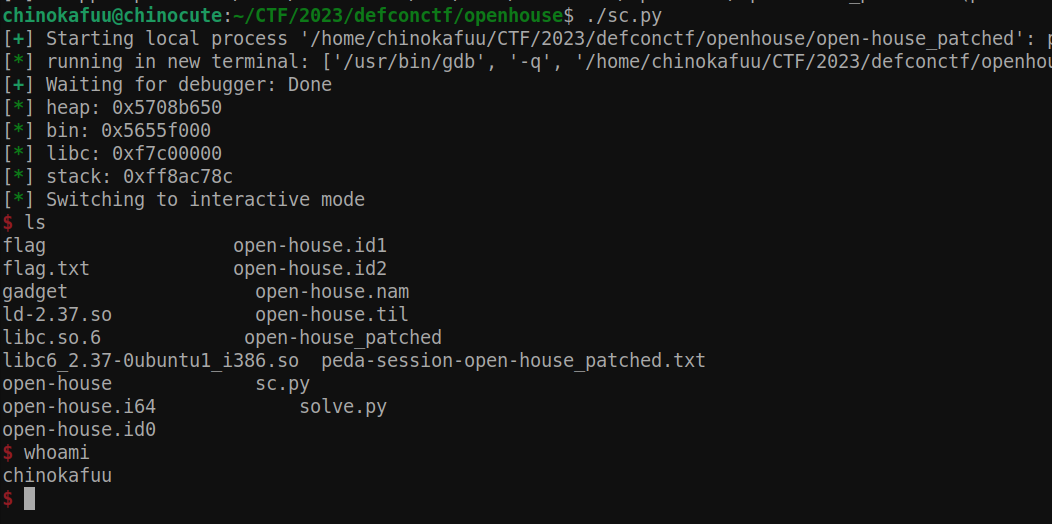 chinokafuu@chinocute:~/CTF/2023/defconctf/openhouse$ ./sc.py
[+] Starting local process '/home/chinokafuu/CTF/2023/defconctf/openhouse/open-house_patched':
[*] running in new terminal: ['/usr/bin/gdb', '-q', '/home/chinokafuu/CTF/2023/defconctf/openhou
[+] Waiting for debugger: Done
[*] heap: 0x5708b650
[*] bin: 0x5655f000
[*] libc: 0xf7c00000
[*] stack: 0xff8ac78c
[*] Switching to interactive mode
$ ls
flag open-house.id1
flag.txt open-house.id2
gadget open-house.nam
ld-2.37.so open-house.til
libc.so.6 open-house_patched
libc6_2.37-0ubuntu1_i386.so peda-session-open-house_patched.txt
open-house sc.py
open-house.i64 solve.py
open-house.id0
$ whoami
chinokafuu
$